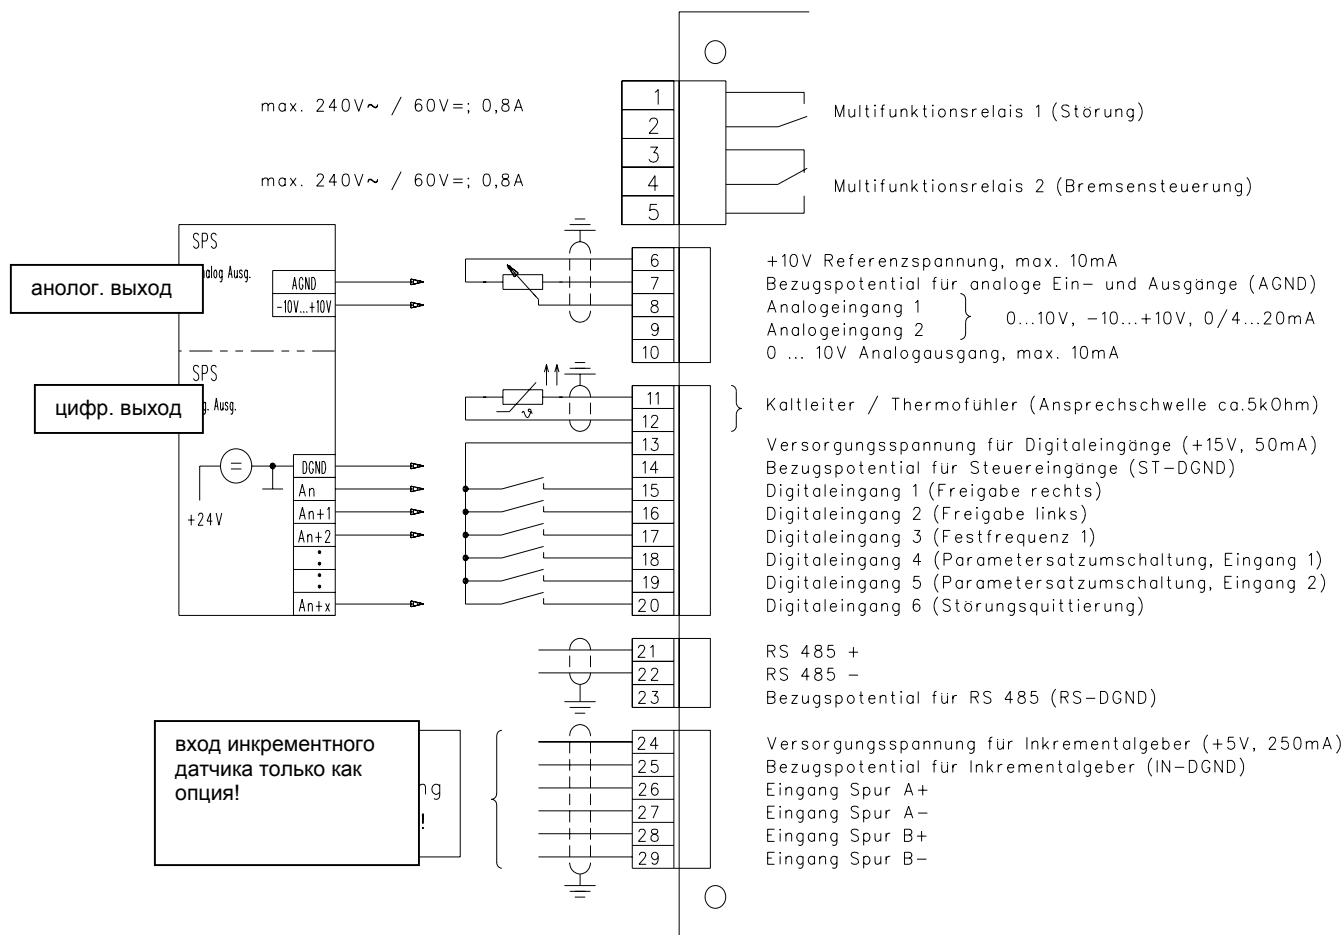 max. 240V~ / 60V=; 0,8A
1
2
Multifunktionsrelais 1 (Störung)
3
max. 240V~ / 60V=; 0,8A
4
5
Multifunktionsrelais 2 (Bremsensteuerung)
SPS
alog Ausg.
анолог. выход
AGND
-10V...+10V
6 +10V Referenzspannung, max. 10mA
7 Bezugspotential für analoge Ein- und Ausgänge (AGND)
8 Analogeingang 1
9 Analogeingang 2
0...10V, -10...+10V, 0/4...20mA
10 0 ... 10V Analogausgang, max. 10mA
SPS
g. Ausg.
цифр. выход
ϑ
11
12
Kaltleiter / Thermofühler (Ansprechschwelle ca.5kOhm)
13 Versorgungsspannung für Digitaleingänge (+15V, 50mA)
14 Bezugspotential für Steuereingänge (ST-DGND)
15 Digitaleingang 1 (Freigabe rechts)
16 Digitaleingang 2 (Freigabe links)
17 Digitaleingang 3 (Festfrequenz 1)
18 Digitaleingang 4 (Parametersatzumschaltung, Eingang 1)
19 Digitaleingang 5 (Parametersatzumschaltung, Eingang 2)
20 Digitaleingang 6 (Störungsquittierung)
=
+24V
DGND
An
An+1
An+2
:
:
An+x
21 RS 485 +
22 RS 485 -
23 Bezugspotential für RS 485 (RS-DGND)
вход инкрементного
датчика только как
опция!
ng
!
24 Versorgungsspannung für Inkrementalgeber (+5V, 250mA)
25 Bezugspotential für Inkrementalgeber (IN-DGND)
26 Eingang Spur A+
27 Eingang Spur A-
28 Eingang Spur B+
29 Eingang Spur B-